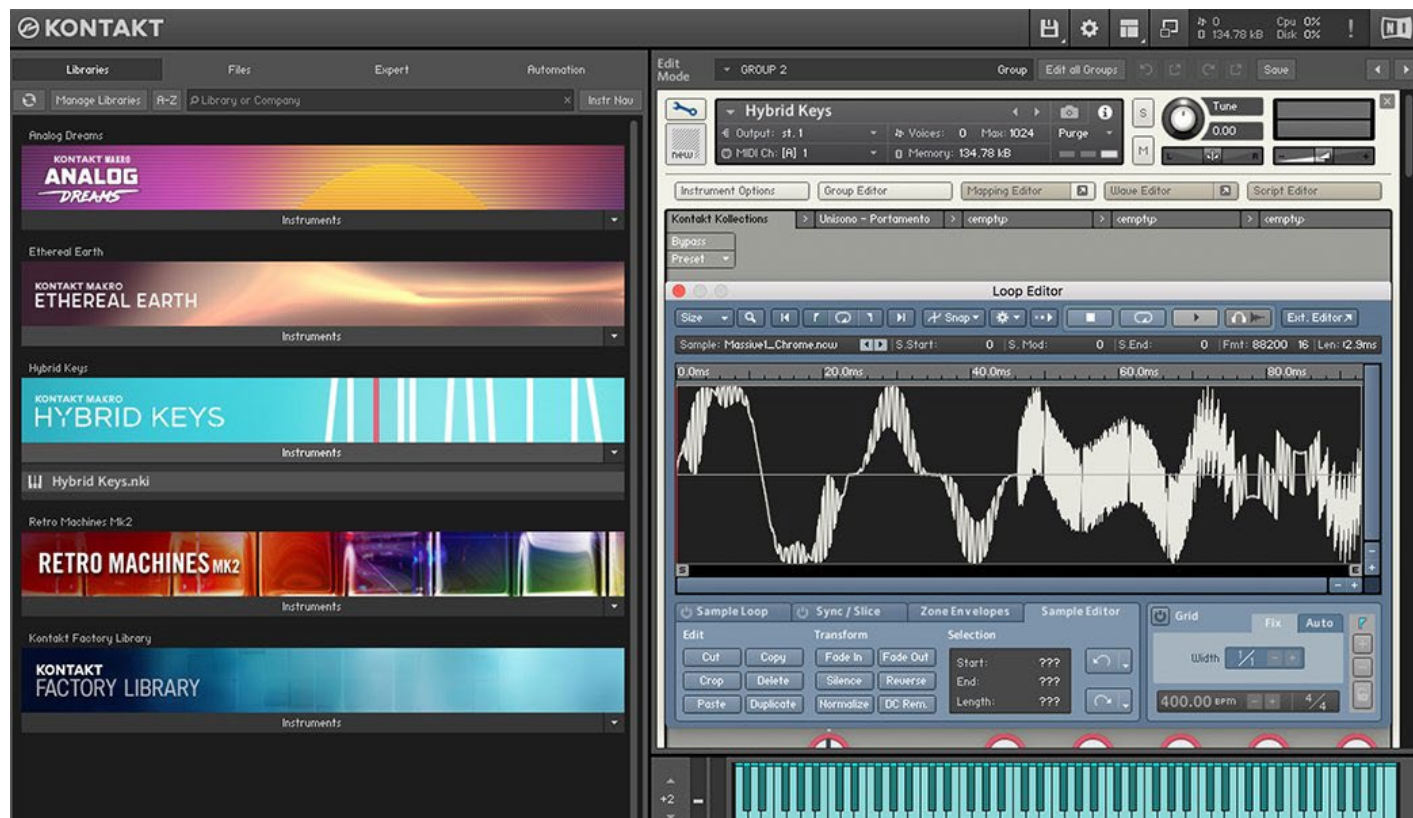 KONTAKT
0 Cpu 0%
0 134.78 kB Disk 0% !
Libraries Files Expert Automation
Manage Libraries A-Z Library or Company × Instr Nav
Analog Dreams
KONTAKT MAKRO
ANALOG
DREAMS
Instruments
Ethereal Earth
KONTAKT MAKRO
ETHEREAL EARTH
Instruments
Hybrid Keys
KONTAKT MAKRO
HYBRID KEYS
Instruments
Hybrid Keys.nki
Retro Machines Mk2
RETRO MACHINES MK2
Instruments
Kontakt Factory Library
KONTAKT
FACTORY LIBRARY
Instruments
Edit
Mode
GROUP 2 Group Edit all Groups Save
Hybrid Keys
Output: st.1 Voices: 0 Max: 1024 Purge
MIDI Ch: [A] 1 Memory: 134.78 kB
new
S
M
Tune
0.00
L R
Instrument Options Group Editor Mapping Editor Wave Editor Script Editor
Kontakt Kollections > Unisono - Portamento > <empty> > <empty> > <empty>
Bypass
Preset
Loop Editor
Size Snap Ext. Editor
Sample: Massive1_Chrome.ncw S.Start: 0 S. Mod: 0 S.End: 0 Fmt: 88200 16 Len: 2.9ms
0.0ms 20.0ms 40.0ms 60.0ms 80.0ms
S E
Sample Loop Sync / Slice Zone Envelopes Sample Editor
Edit Transform Selection
Cut Copy Fade In Fade Out Start: ???
Crop Delete Silence Reverse End: ???
Paste Duplicate Normalize DC Rem. Length: ???
Grid Fix Auto
Width 1/1 - +
400.00 BPM - + 4/4
+2